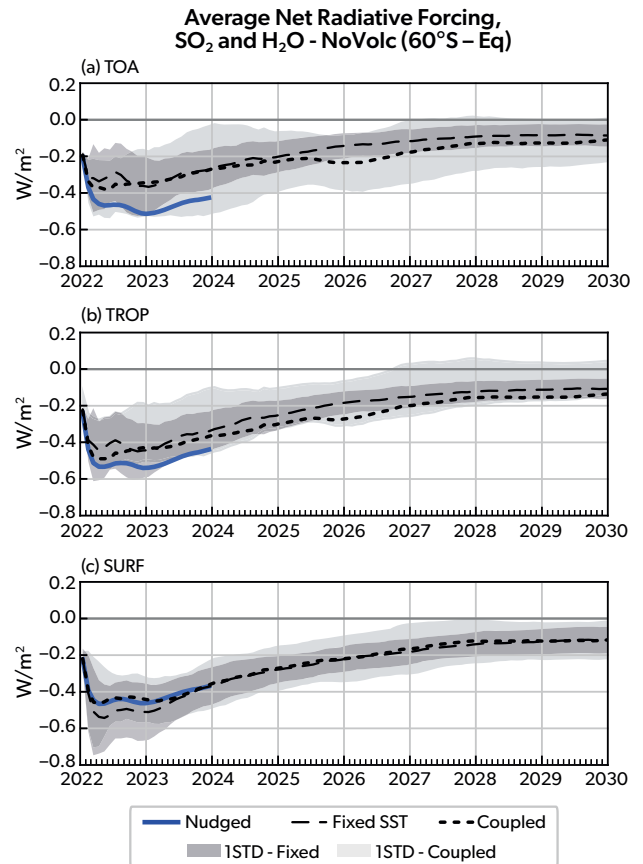 Average Net Radiative Forcing,
SO₂ and H₂O - NoVolc (60°S – Eq)
(a) TOA
0.2
0.0
−0.2
−0.4
−0.6
−0.8
W/m²
2022 2023 2024 2025 2026 2027 2028 2029 2030
(b) TROP
0.2
0.0
−0.2
−0.4
−0.6
−0.8
W/m²
2022 2023 2024 2025 2026 2027 2028 2029 2030
(c) SURF
0.2
0.0
−0.2
−0.4
−0.6
−0.8
W/m²
2022 2023 2024 2025 2026 2027 2028 2029 2030
Nudged Fixed SST Coupled
1STD - Fixed 1STD - Coupled